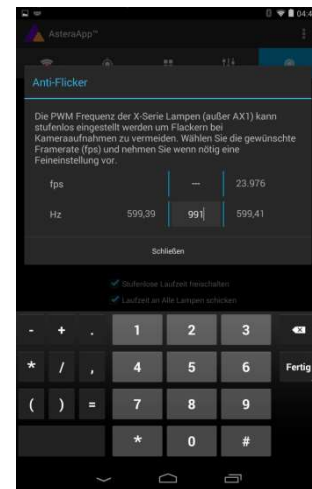 04:4
AsteraApp™
Anti-Flicker
Die PWM Frequenz der X-Serie
Lampen (außer AX1) kann
stufenlos eingestellt werden um Flackern bei
Kameraaufnahmen zu vermeiden. Wählen Sie die gewünschte
Framerate (fps) und nehmen Sie wenn nötig eine
Feineinstellung vor.
fps --- 23.976
Hz 599,39 991 599,41
Schließen
Stufenlose Laufzeit freischalten
Laufzeit an Alle Lampen schicken
- + . 1 2 3
* / , 4 5 6 Fertig
( ) = 7 8 9
* 0 #